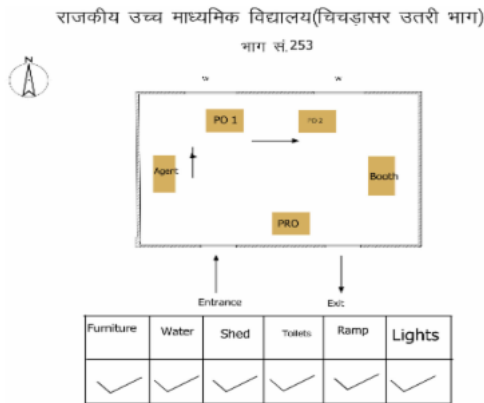 राजकीय उच्च माध्यमिक विद्यालय(चिचड़ासर उतरी भाग)
भाग सं.253
N
W W
PO 1 PO 2
Agent Booth
PRO
Entrance Exit
Furniture Water Shed Toilets Ramp Lights